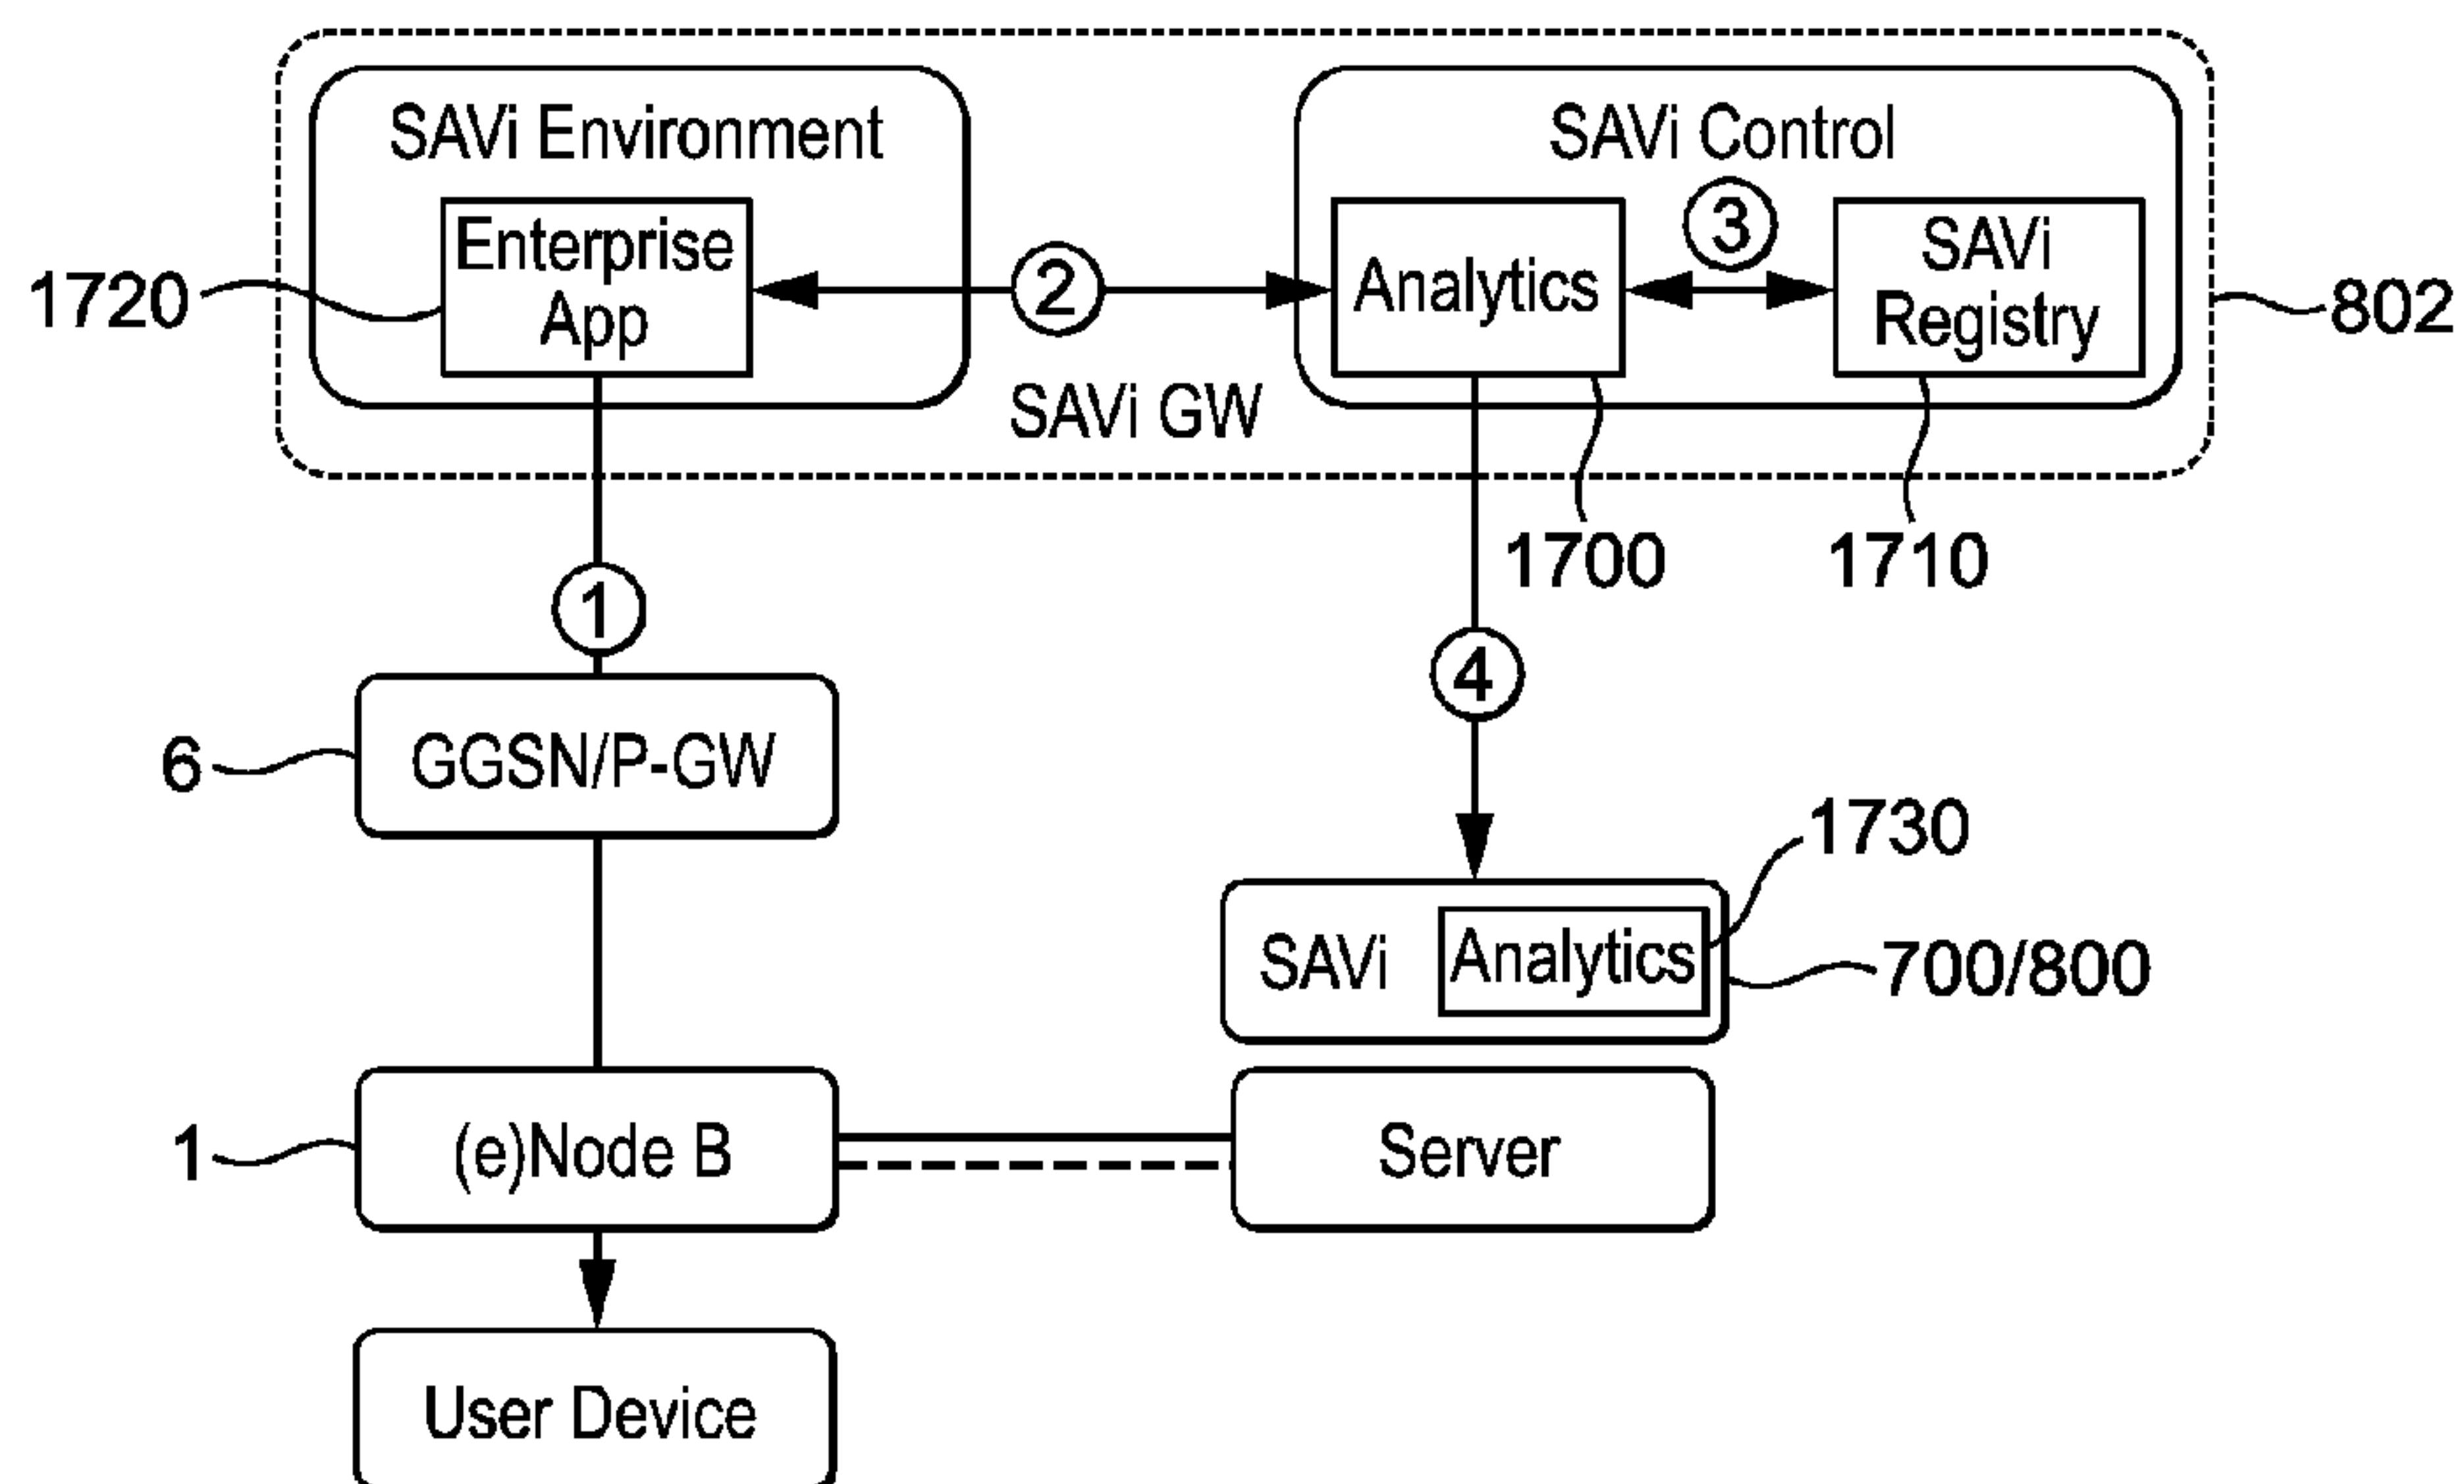 SAVi Environment
SAVi Control
Enterprise
App
1720
2
Analytics
3
SAVi
Registry
802
SAVi GW
1700
1710
1
4
6
GGSN/P-GW
1730
SAVi
Analytics
700/800
1
(e)Node B
Server
User Device